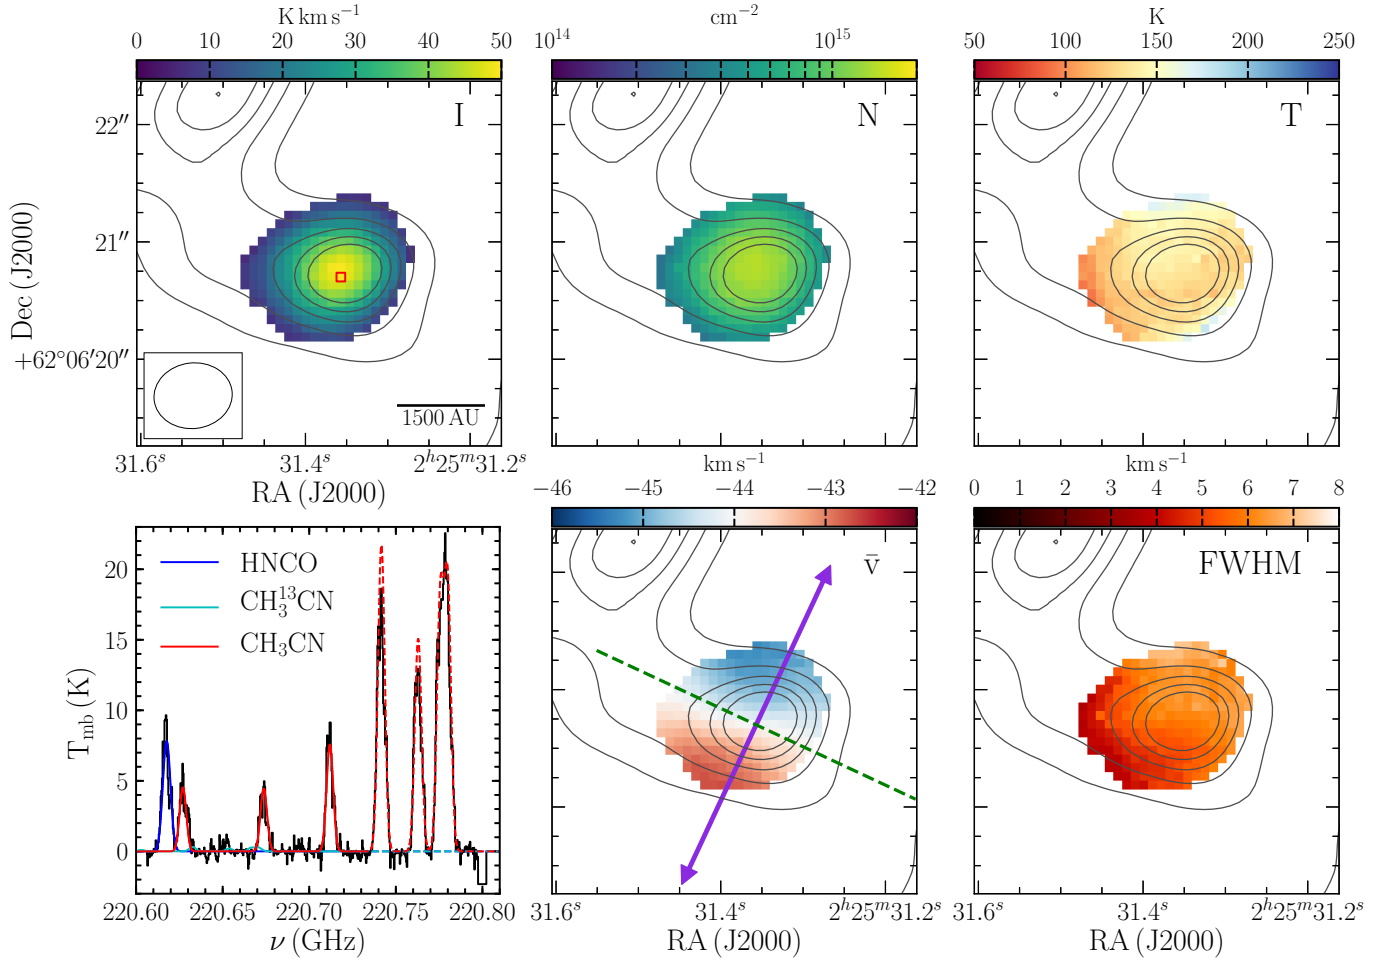 K km s⁻¹
0 10 20 30 40 50
I
22″
21″
+62°06′20″
Dec (J2000)
1500 AU
31.6ˢ 31.4ˢ 2ʰ25ᵐ31.2ˢ
RA (J2000)
cm⁻²
10¹⁴ 10¹⁵
N
K
50 100 150 200 250
T
HNCO
CH₃¹³CN
CH₃CN
20
15
10
5
0
T_mb (K)
220.60 220.65 220.70 220.75 220.80
ν (GHz)
km s⁻¹
−46 −45 −44 −43 −42
v̄
31.6ˢ 31.4ˢ 2ʰ25ᵐ31.2ˢ
RA (J2000)
km s⁻¹
0 1 2 3 4 5 6 7 8
FWHM
31.6ˢ 31.4ˢ 2ʰ25ᵐ31.2ˢ
RA (J2000)